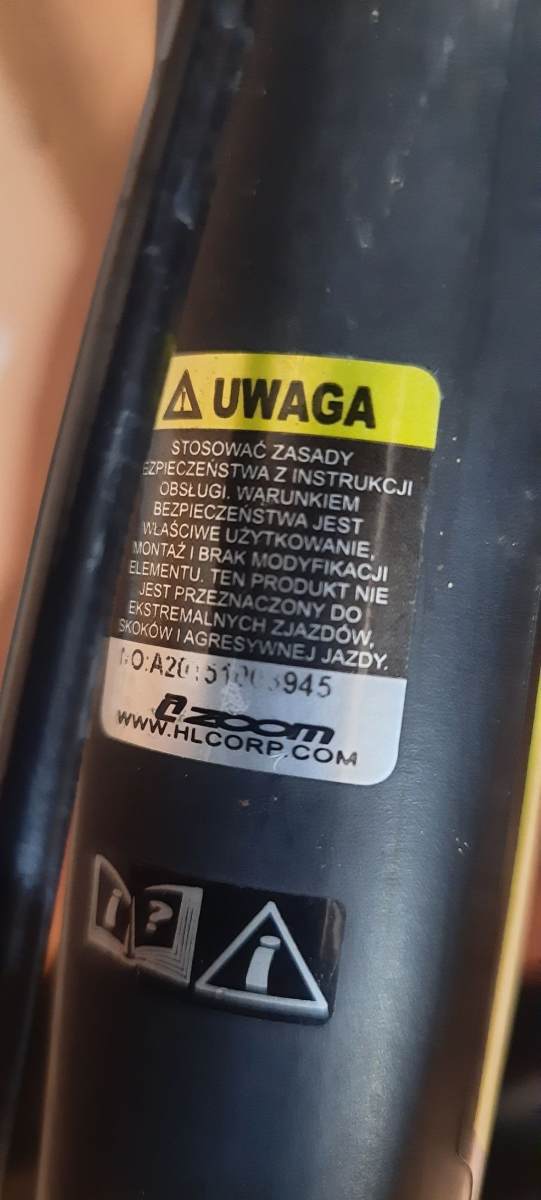 UWAGA
STOSOWAĆ ZASADY
BEZPIECZEŃSTWA Z INSTRUKCJI
OBSŁUGI. WARUNKIEM
BEZPIECZEŃSTWA JEST
WŁAŚCIWE UŻYTKOWANIE,
MONTAŻ I BRAK MODYFIKACJI
ELEMENTU. TEN PRODUKT NIE
JEST PRZEZNACZONY DO
EKSTREMALNYCH ZJAZDÓW,
SKOKÓW I AGRESYWNEJ JAZDY.
zoom
WWW.HLCORP.COM
i ?
i